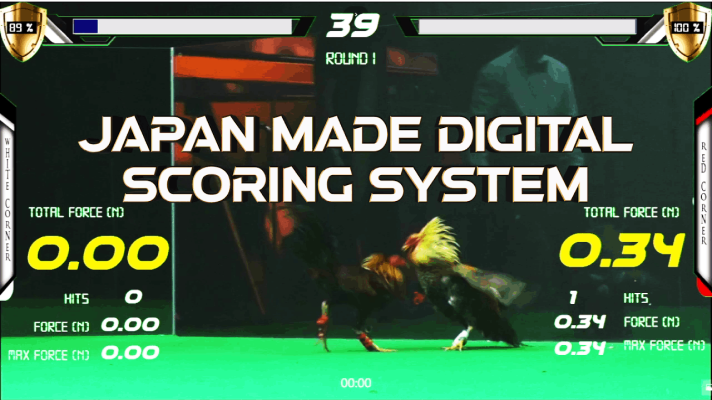 89 %
39
100 %
ROUND 1
JAPAN MADE DIGITAL
SCORING SYSTEM
WHITE CORNER
RED CORNER
TOTAL FORCE (N)
0.00
TOTAL FORCE (N)
0.34
HITS 0
1 HITS
FORCE (N) 0.00
0.34 FORCE (N)
MAX FORCE (N) 0.00
0.34 MAX FORCE (N)
00:00